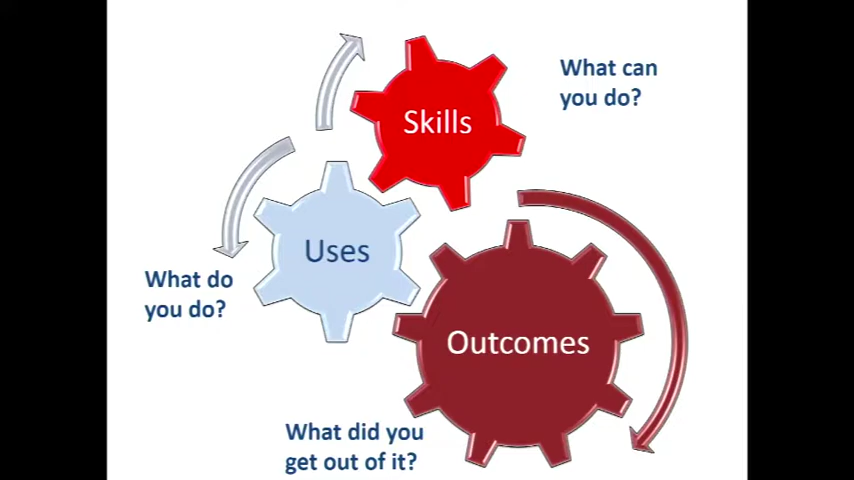 Skills
What can
you do?
Uses
What do
you do?
Outcomes
What did you
get out of it?